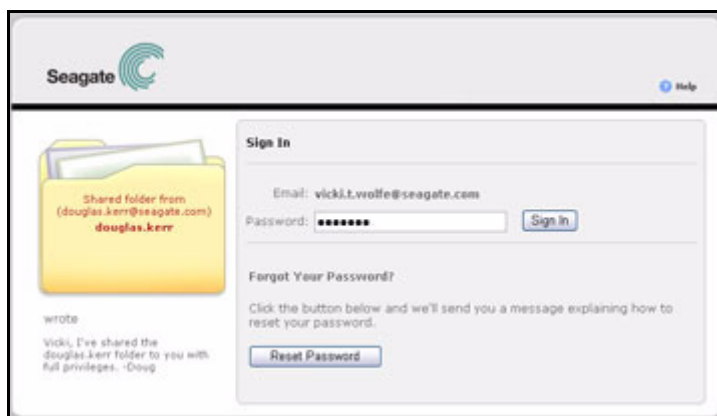 Seagate
Help
Shared folder from
(douglas.kerr@seagate.com)
douglas.kerr
wrote
Vicki, I've shared the
douglas.kerr folder to you with
full privileges. -Doug
Sign In
Email: vicki.t.wolfe@seagate.com
Password: ●●●●●●●
Sign In
Forgot Your Password?
Click the button below and we'll send you a message explaining how to
reset your password.
Reset Password